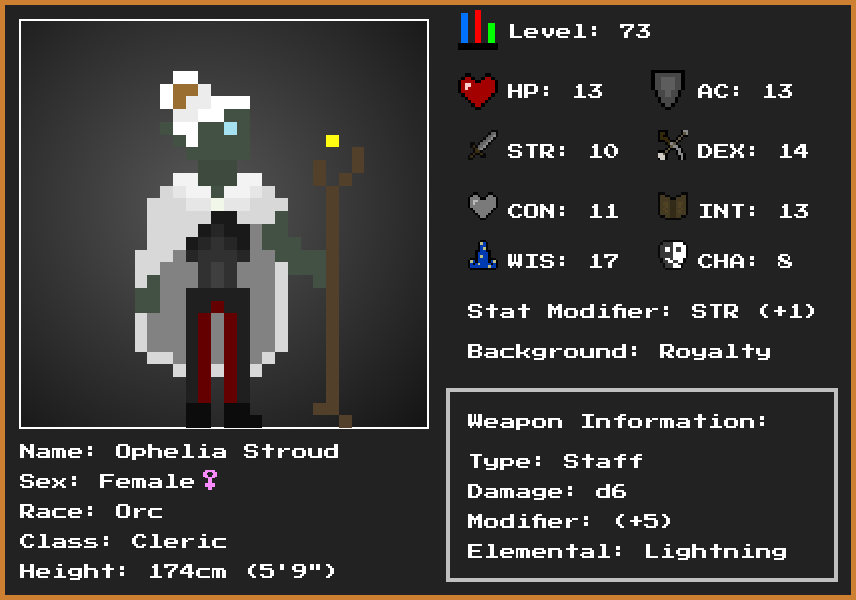 Level: 73
HP: 13 AC: 13
STR: 10 DEX: 14
CON: 11 INT: 13
WIS: 17 CHA: 8
Stat Modifier: STR (+1)
Background: Royalty
Weapon Information:
Type: Staff
Damage: d6
Modifier: (+5)
Elemental: Lightning
Name: Ophelia Stroud
Sex: Female♀
Race: Orc
Class: Cleric
Height: 174cm (5'9")